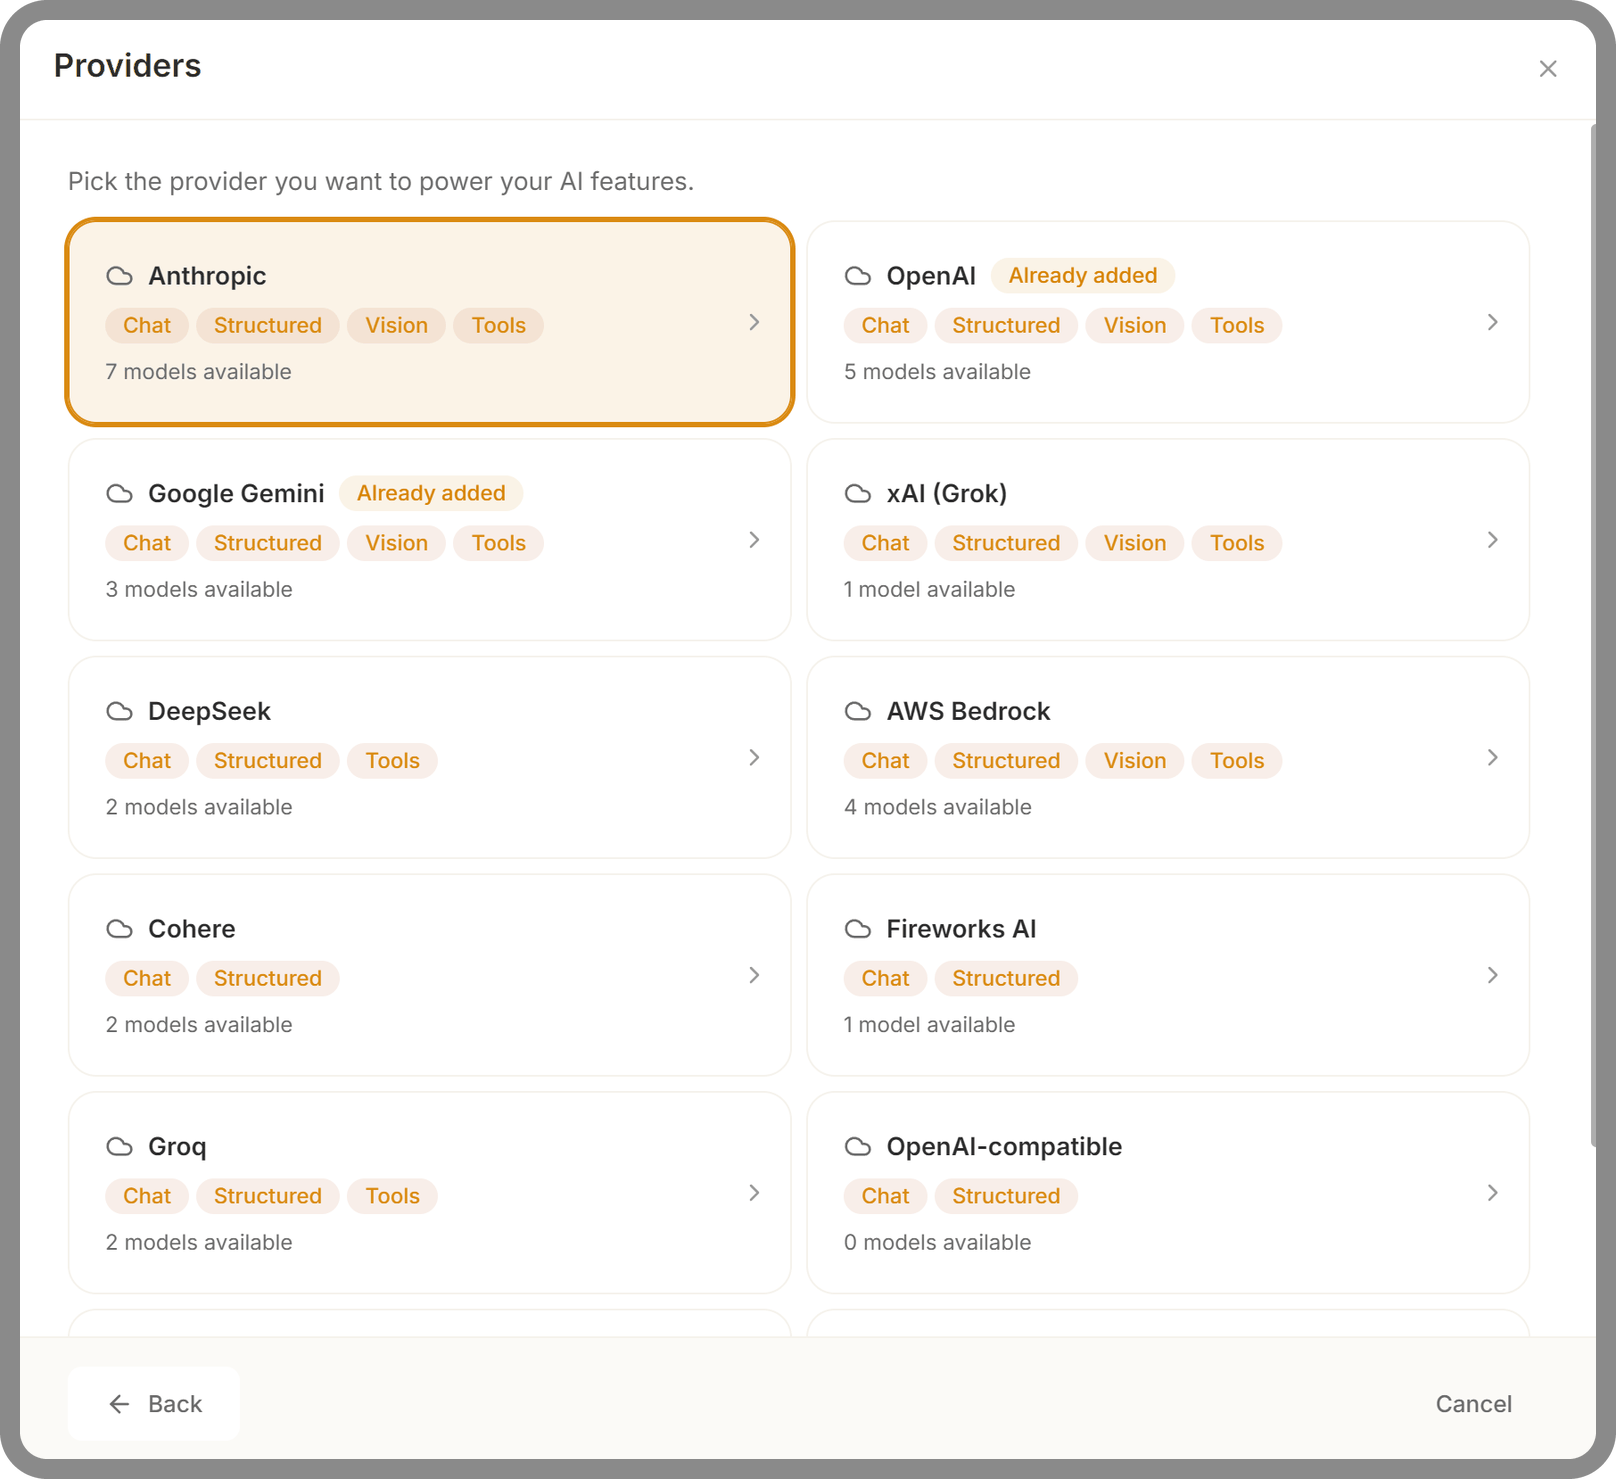 Providers
Pick the provider you want to power your AI features.
Anthropic
Chat Structured Vision Tools
7 models available
OpenAI Already added
Chat Structured Vision Tools
5 models available
Google Gemini Already added
Chat Structured Vision Tools
3 models available
xAI (Grok)
Chat Structured Vision Tools
1 model available
DeepSeek
Chat Structured Tools
2 models available
AWS Bedrock
Chat Structured Vision Tools
4 models available
Cohere
Chat Structured
2 models available
Fireworks AI
Chat Structured
1 model available
Groq
Chat Structured Tools
2 models available
OpenAI-compatible
Chat Structured
0 models available
Back
Cancel